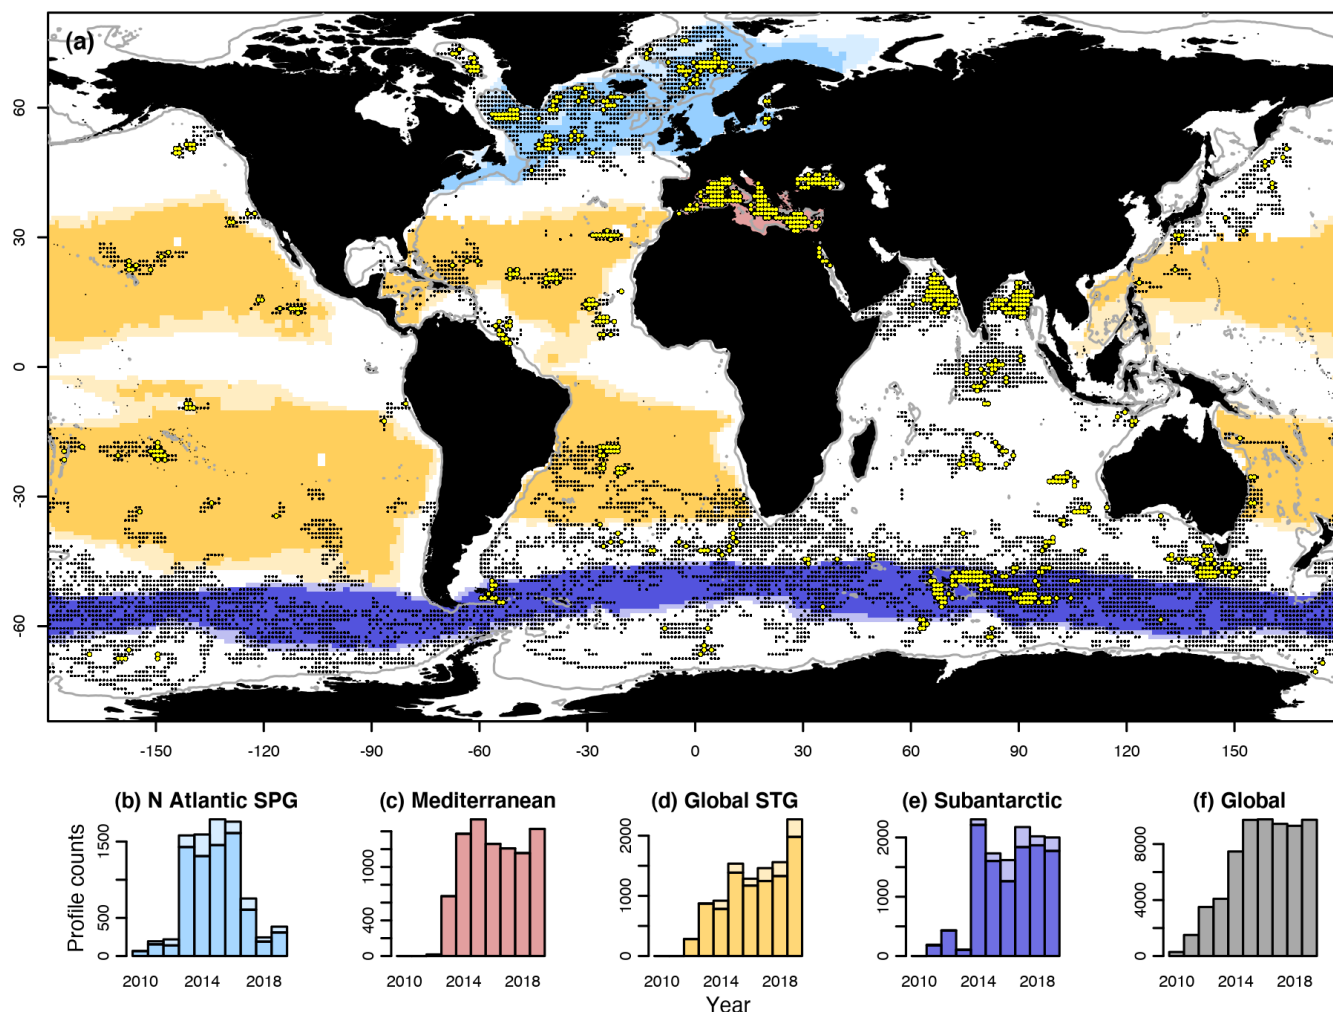 (a)
60
30
0
30
60
-150 -120 -90 -60 -30 0 30 60 90 120 150
(b) N Atlantic SPG (c) Mediterranean (d) Global STG (e) Subantarctic (f) Global
Profile counts
0 500 1500
0 400 1000
0 1000 2000
0 1000 2000
0 4000 8000
2010 2014 2018 2010 2014 2018 2010 2014 2018 2010 2014 2018 2010 2014 2018
Year